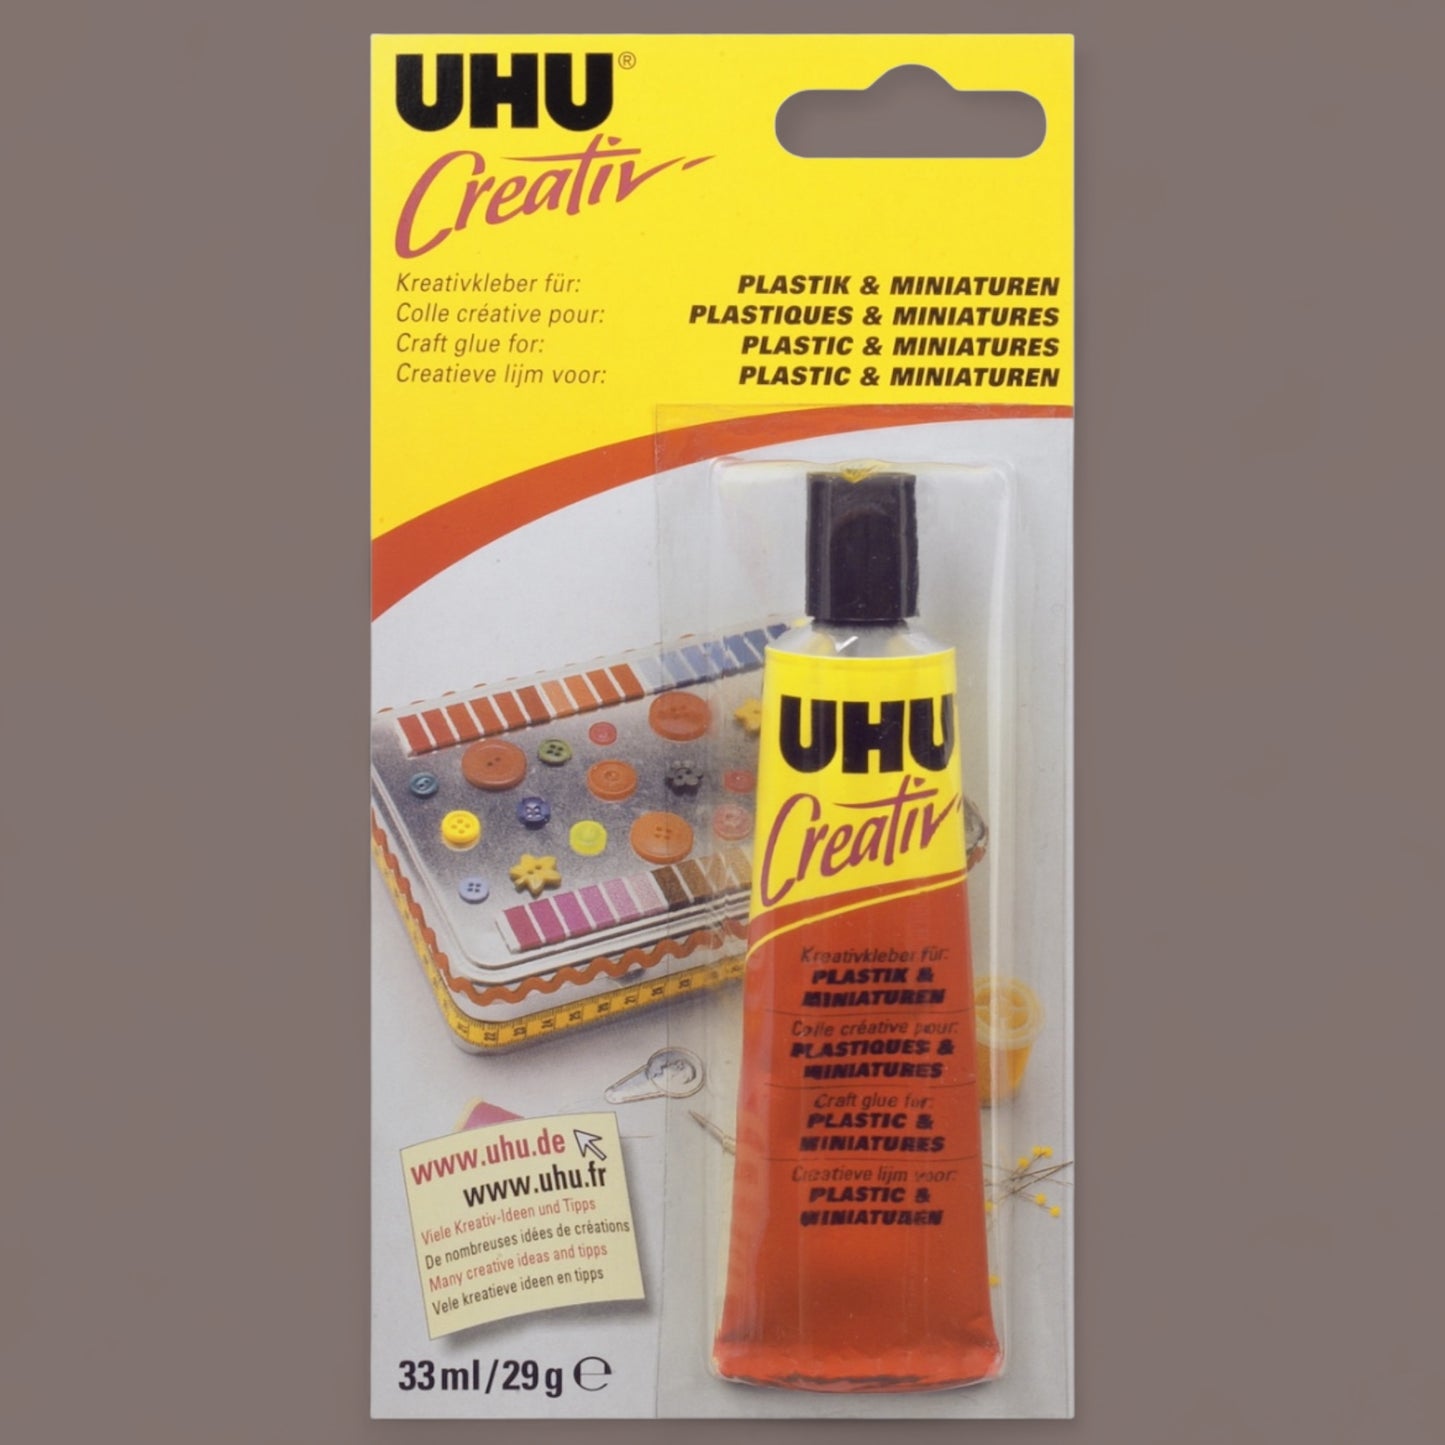 UHU®
Creativ
Kreativkleber für: PLASTIK & MINIATUREN
Colle créative pour: PLASTIQUES & MINIATURES
Craft glue for: PLASTIC & MINIATURES
Creatieve lijm voor: PLASTIC & MINIATUREN
UHU
Creativ
Kreativkleber für:
PLASTIK &
MINIATUREN
Colle créative pour:
PLASTIQUES &
MINIATURES
Craft glue for:
PLASTIC &
MINIATURES
Creatieve lijm voor:
PLASTIC &
MINIATUREN
www.uhu.de
www.uhu.fr
Viele Kreativ-Ideen und Tipps
De nombreuses idées de créations
Many creative ideas and tipps
Vele kreatieve ideen en tipps
33 ml/29 g ℮